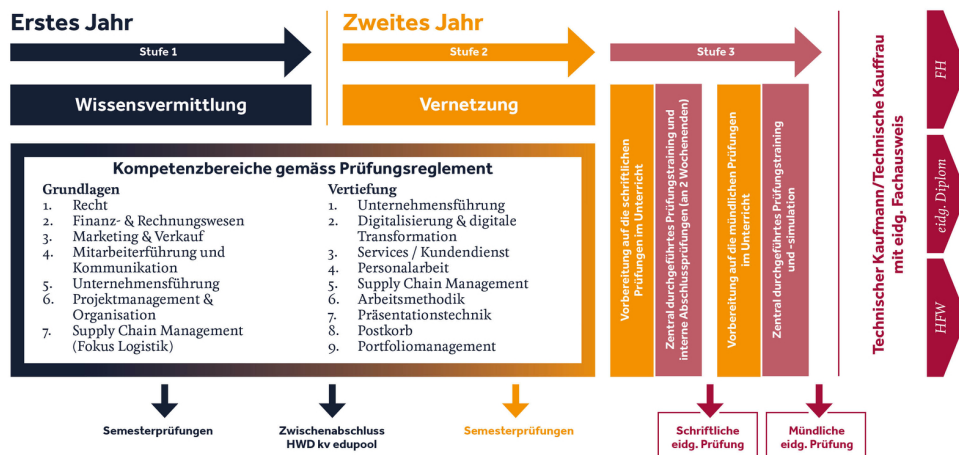 Erstes Jahr
Zweites Jahr
Stufe 1
Stufe 2
Stufe 3
Wissensvermittlung
Vernetzung
Kompetenzbereiche gemäss Prüfungsreglement
Grundlagen
1. Recht
2. Finanz- & Rechnungswesen
3. Marketing & Verkauf
4. Mitarbeiterführung und
Kommunikation
5. Unternehmensführung
6. Projektmanagement &
Organisation
7. Supply Chain Management
(Fokus Logistik)
Vertiefung
1. Unternehmensführung
2. Digitalisierung & digitale
Transformation
3. Services / Kundendienst
4. Personalarbeit
5. Supply Chain Management
6. Arbeitsmethodik
7. Präsentationstechnik
8. Postkorb
9. Portfoliomanagement
Vorbereitung auf die schriftlichen
Prüfungen im Unterricht
Zentral durchgeführtes Prüfungstraining und
interne Abschlussprüfungen (an 2 Wochenenden)
Vorbereitung auf die mündlichen Prüfungen
im Unterricht
Zentral durchgeführtes Prüfungstraining
und -simulation
Technischer Kaufmann/Technische Kauffrau
mit eidg. Fachausweis
FH
eidg. Diplom
HFW
Semesterprüfungen
Zwischenabschluss
HWD kv edupool
Semesterprüfungen
Schriftliche
eidg. Prüfung
Mündliche
eidg. Prüfung